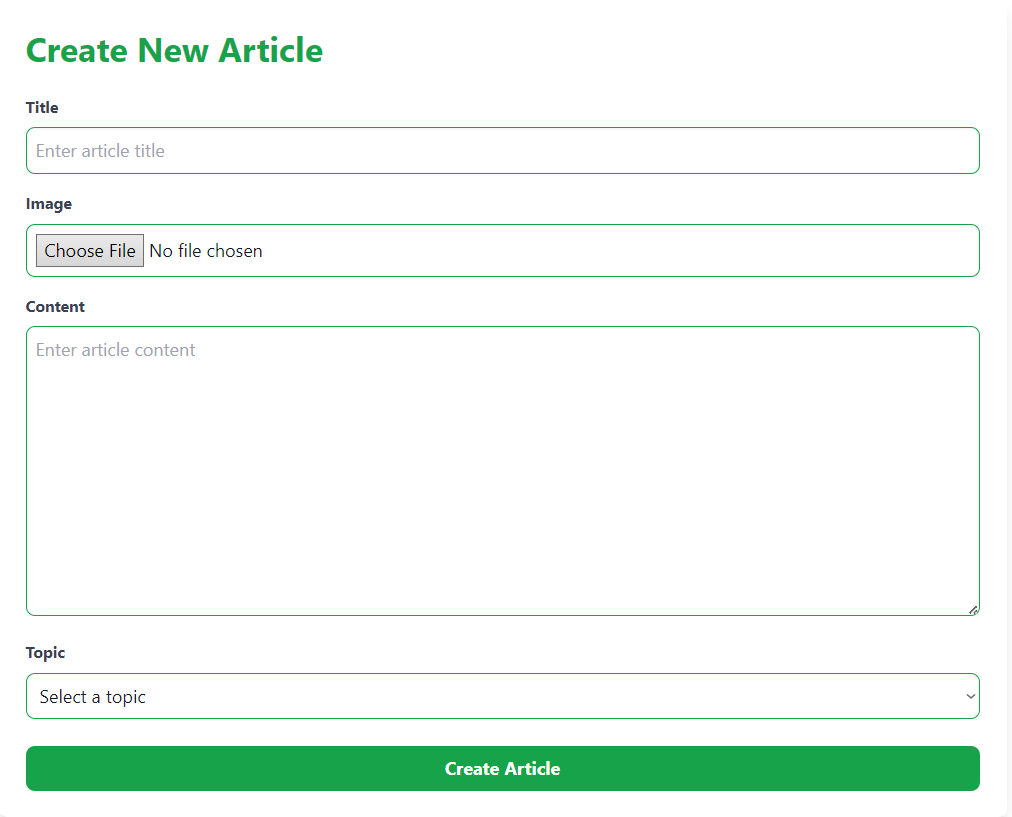 Create New Article
Title
Enter article title
Image
Choose File No file chosen
Content
Enter article content
Topic
Select a topic
Create Article